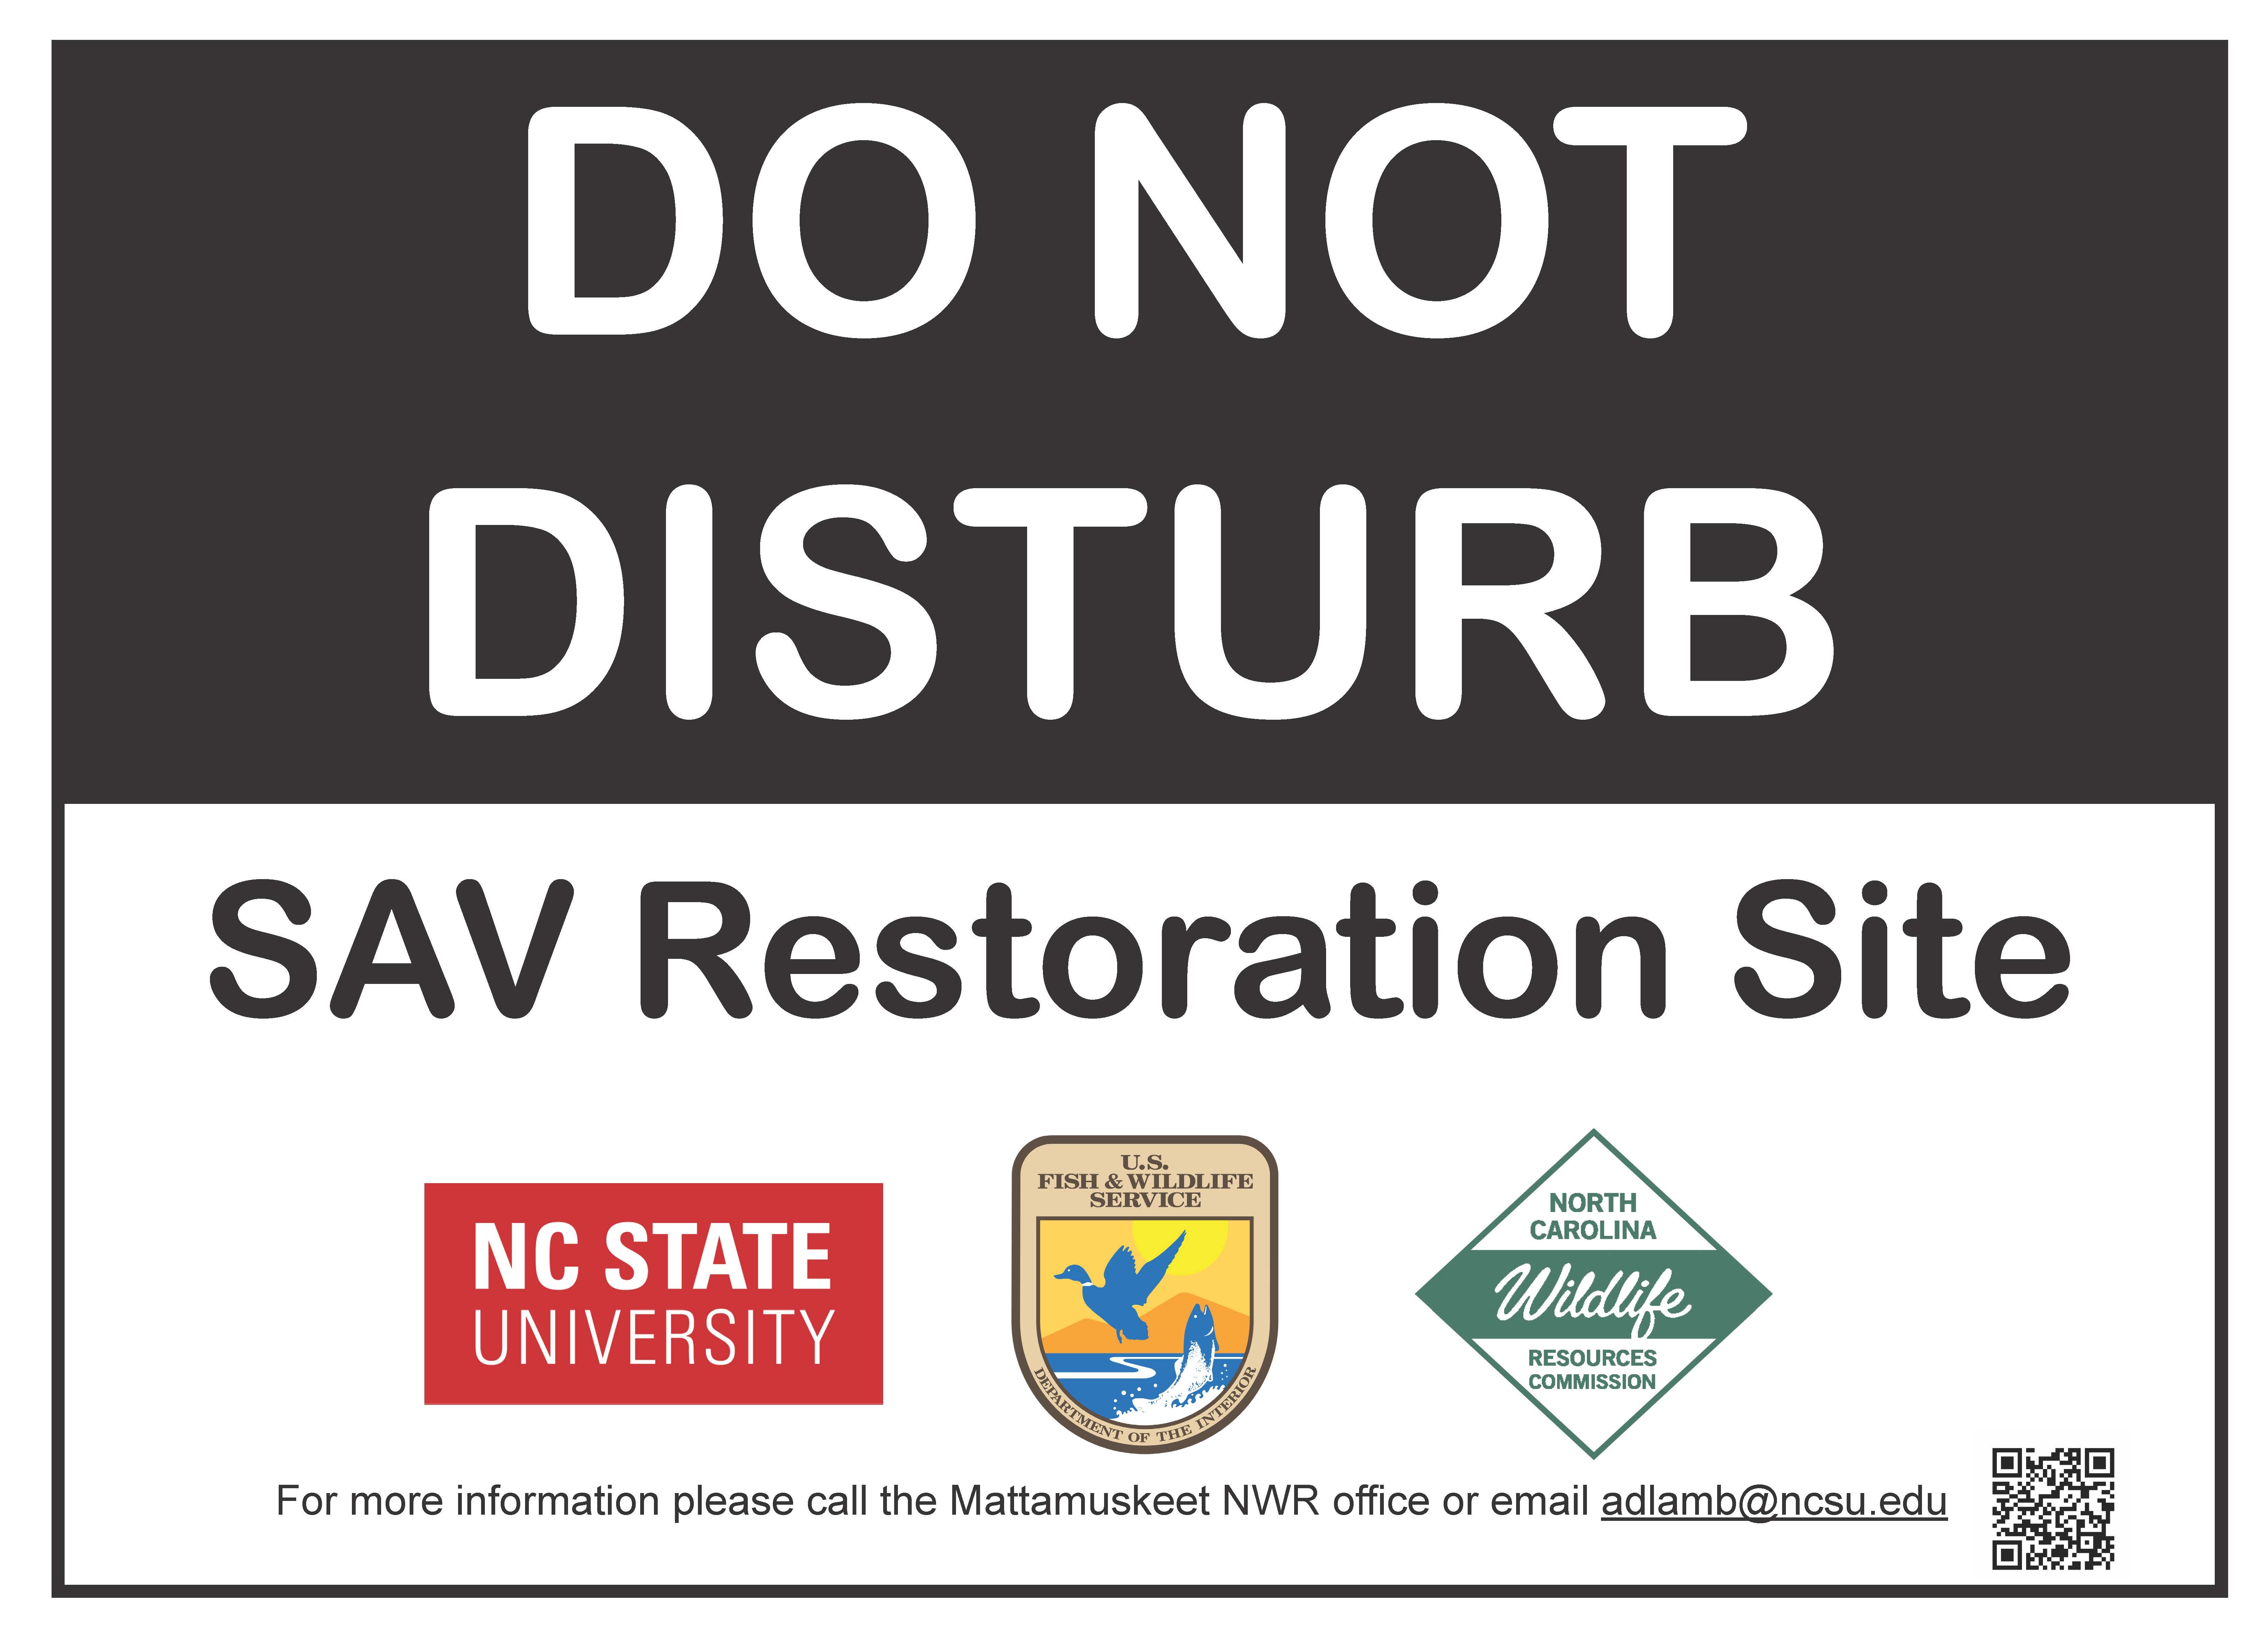 DO NOT
DISTURB
SAV Restoration Site
NC STATE
UNIVERSITY
U.S.
FISH & WILDLIFE
SERVICE
DEPARTMENT OF THE INTERIOR
NORTH
CAROLINA
Wildlife
RESOURCES
COMMISSION
For more information please call the Mattamuskeet NWR office or email adlamb@ncsu.edu